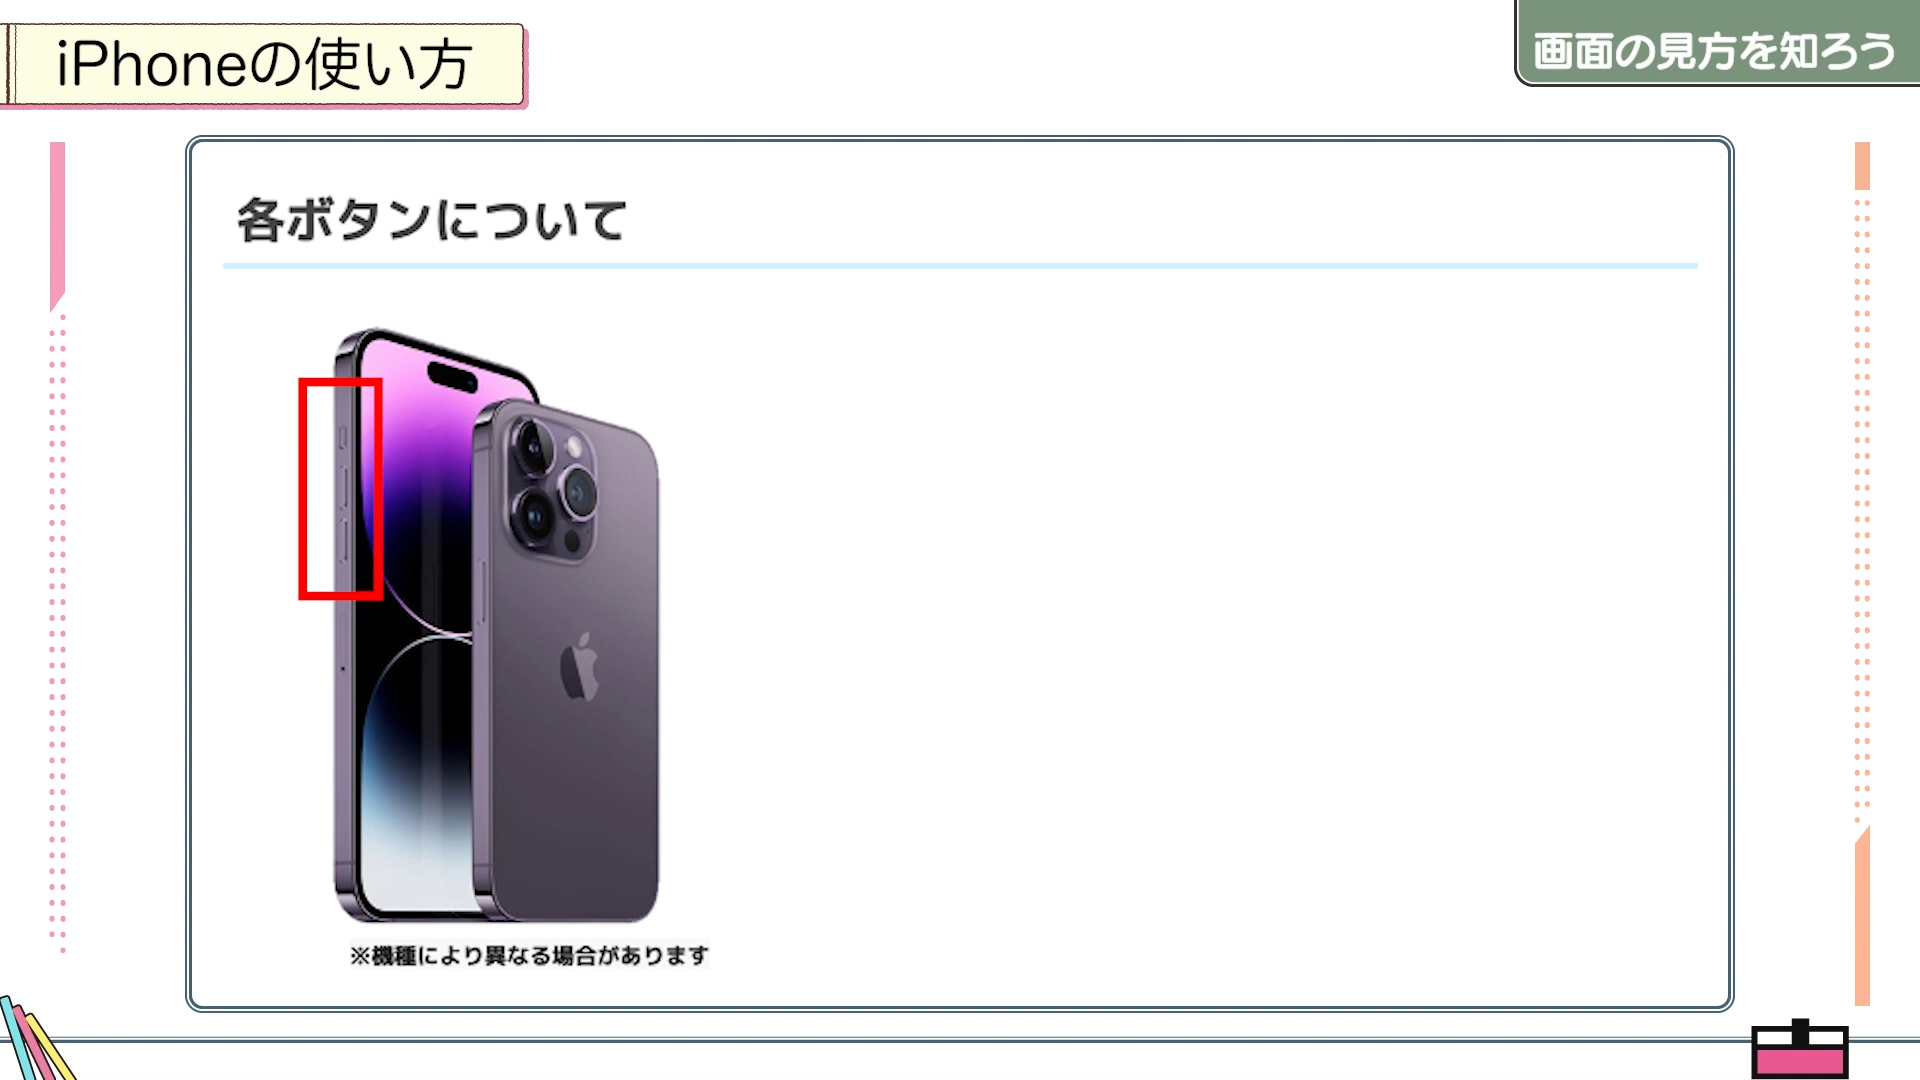 iPhoneの使い方
画面の見方を知ろう
各ボタンについて
※機種により異なる場合があります